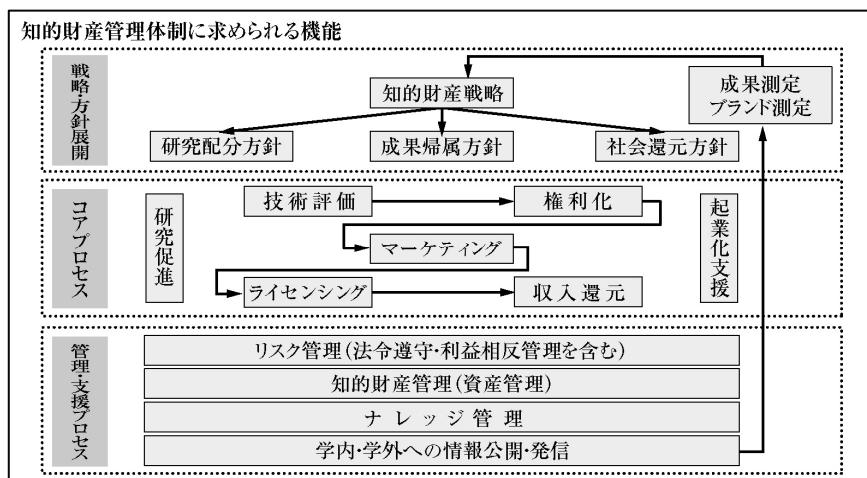 知的財産管理体制に求められる機能
戦略・方針展開
知的財産戦略
成果測定
ブランド測定
研究配分方針
成果帰属方針
社会還元方針
コアプロセス
研究促進
技術評価
権利化
マーケティング
ライセンシング
収入還元
起業化支援
管理・支援プロセス
リスク管理(法令遵守・利益相反管理を含む)
知的財産管理(資産管理)
ナレッジ管理
学内・学外への情報公開・発信